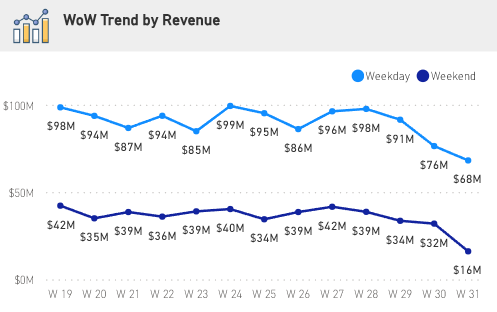 WoW Trend by Revenue
Weekday Weekend
$100M
$98M $94M $87M $94M $85M $99M $95M $86M $96M $98M $91M $76M $68M
$50M
$42M $35M $39M $36M $39M $40M $34M $39M $42M $39M $34M $32M $16M
$0M
W 19 W 20 W 21 W 22 W 23 W 24 W 25 W 26 W 27 W 28 W 29 W 30 W 31